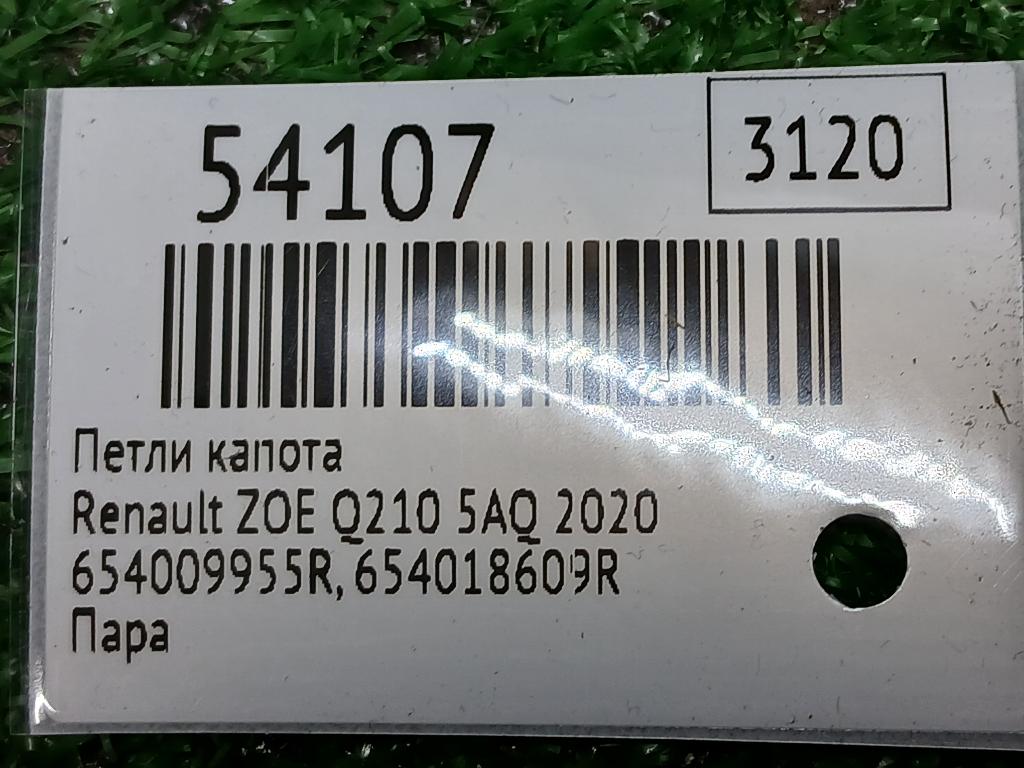 54107
3120
Петли капота
Renault ZOE Q210 5AQ 2020
654009955R, 654018609R
Пара